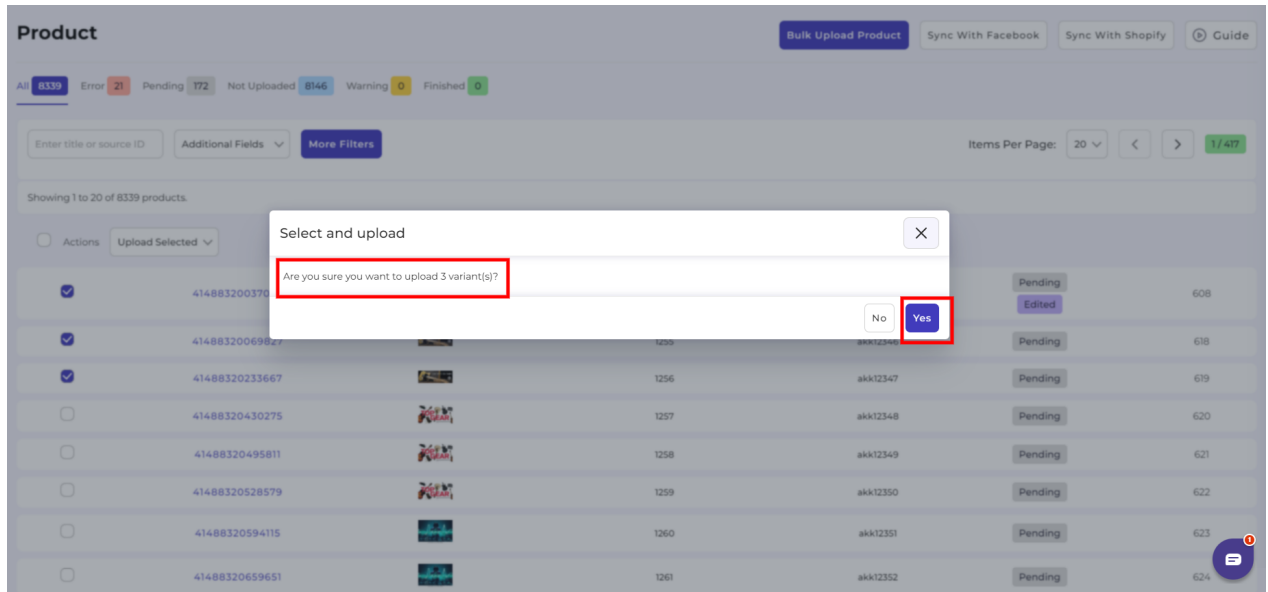 Product
Bulk Upload Product Sync With Facebook Sync With Shopify Guide
All 8339 Error 21 Pending 172 Not Uploaded 8146 Warning 0 Finished 0
Enter title or source ID Additional Fields More Filters Items Per Page: 20 1/417
Showing 1 to 20 of 8339 products.
Select and upload
Actions Upload Selected
Are you sure you want to upload 3 variant(s)?
Pending
Edited
608
No Yes
41488320069827 1255 akk12346 Pending 618
41488320233667 1256 akk12347 Pending 619
41488320430275 1257 akk12348 Pending 620
41488320495811 1258 akk12349 Pending 621
41488320528579 1259 akk12350 Pending 622
41488320594115 1260 akk12351 Pending 623
1
41488320659651 1261 akk12352 Pending 624